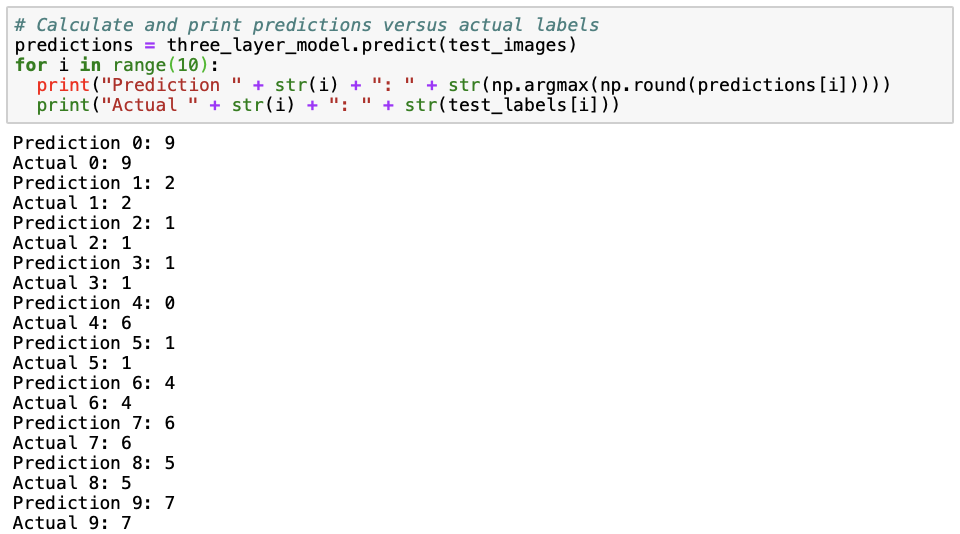 # Calculate and print predictions versus actual labels
predictions = three_layer_model.predict(test_images)
for i in range(10):
  print("Prediction " + str(i) + ": " + str(np.argmax(np.round(predictions[i]))))
  print("Actual " + str(i) + ": " + str(test_labels[i]))
Prediction 0: 9
Actual 0: 9
Prediction 1: 2
Actual 1: 2
Prediction 2: 1
Actual 2: 1
Prediction 3: 1
Actual 3: 1
Prediction 4: 0
Actual 4: 6
Prediction 5: 1
Actual 5: 1
Prediction 6: 4
Actual 6: 4
Prediction 7: 6
Actual 7: 6
Prediction 8: 5
Actual 8: 5
Prediction 9: 7
Actual 9: 7